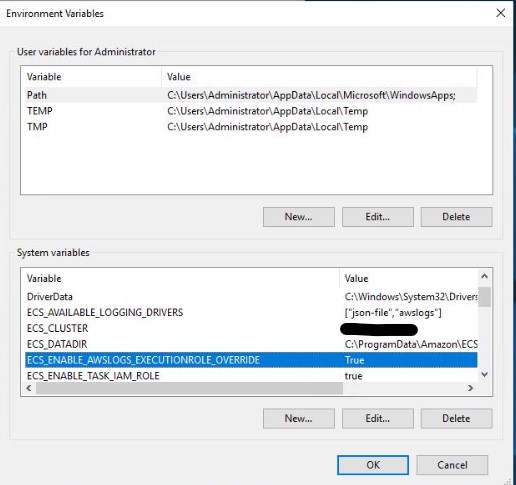 Environment Variables
User variables for Administrator
Variable Value
Path C:\Users\Administrator\AppData\Local\Microsoft\WindowsApps;
TEMP C:\Users\Administrator\AppData\Local\Temp
TMP C:\Users\Administrator\AppData\Local\Temp
New... Edit... Delete
System variables
Variable Value
DriverData C:\Windows\System32\Drivers
ECS_AVAILABLE_LOGGING_DRIVERS ["json-file","awslogs"]
ECS_CLUSTER
ECS_DATADIR C:\ProgramData\Amazon\ECS
ECS_ENABLE_AWSLOGS_EXECUTIONROLE_OVERRIDE True
ECS_ENABLE_TASK_IAM_ROLE true
New... Edit... Delete
OK Cancel